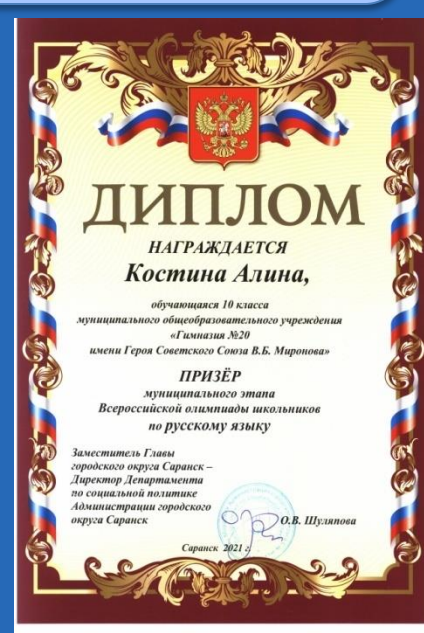 ДИПЛОМ
НАГРАЖДАЕТСЯ
Костина Алина,
обучающаяся 10 класса
муниципального общеобразовательного учреждения
«Гимназия №20
имени Героя Советского Союза В.Б. Миронова»
ПРИЗЁР
муниципального этапа
Всероссийской олимпиады школьников
по русскому языку
Заместитель Главы
городского округа Саранск –
Директор Департамента
по социальной политике
Администрации городского
округа Саранск
О.В. Шуляпова
Саранск 2021 г.